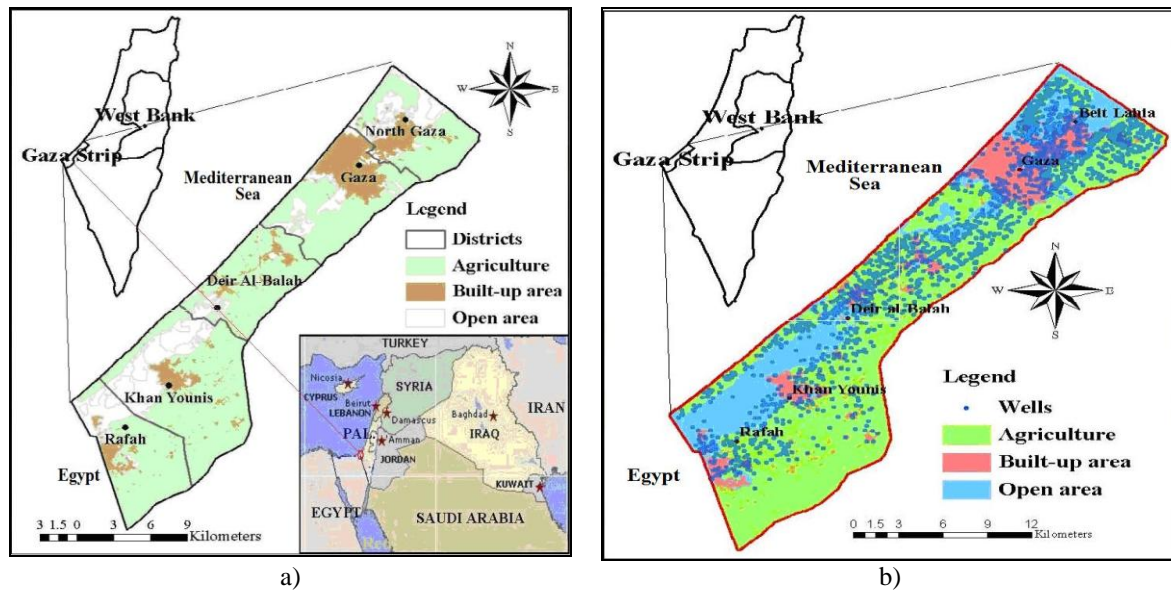 N
W
E
S
West Bank
Gaza Strip
North Gaza
Gaza
Mediterranean
Sea
Legend
Districts
Agriculture
Built-up area
Open area
Deir Al-Balah
Khan Younis
Rafah
Egypt
3 1.5 0 3 6 9
Kilometers
TURKEY
Nicosia
CYPRUS
SYRIA
Beirut
LEBANON
Damascus
Baghdad
IRAN
PAL.
Amman
IRAQ
JORDAN
KUWAIT
EGYPT
SAUDI ARABIA
Red
a)
West Bank
Gaza Strip
Beit Lahia
Gaza
Mediterranean
Sea
N
W
E
S
Deir al-Balah
Khan Younis
Rafah
Egypt
Legend
Wells
Agriculture
Built-up area
Open area
0 1.5 3 6 9 12
Kilometers
b)